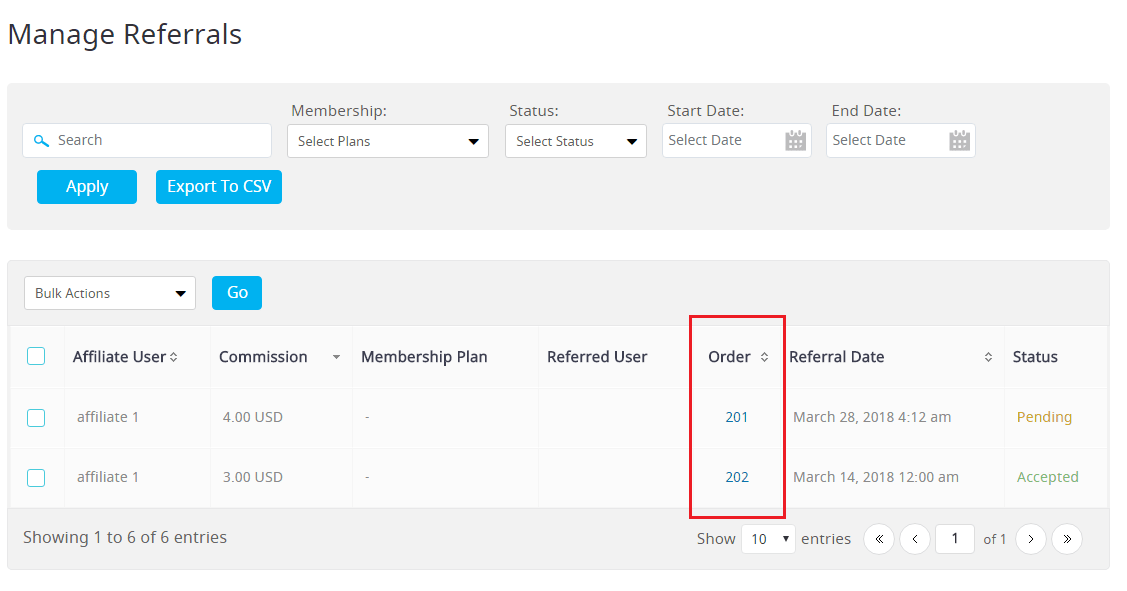 Manage Referrals
Membership: Status: Start Date: End Date:
Search Select Plans Select Status Select Date Select Date
Apply Export To CSV
Bulk Actions Go
Affiliate User Commission Membership Plan Referred User Order Referral Date Status
affiliate 1 4.00 USD - 201 March 28, 2018 4:12 am Pending
affiliate 1 3.00 USD - 202 March 14, 2018 12:00 am Accepted
Showing 1 to 6 of 6 entries Show 10 entries « ‹ 1 of 1 › »